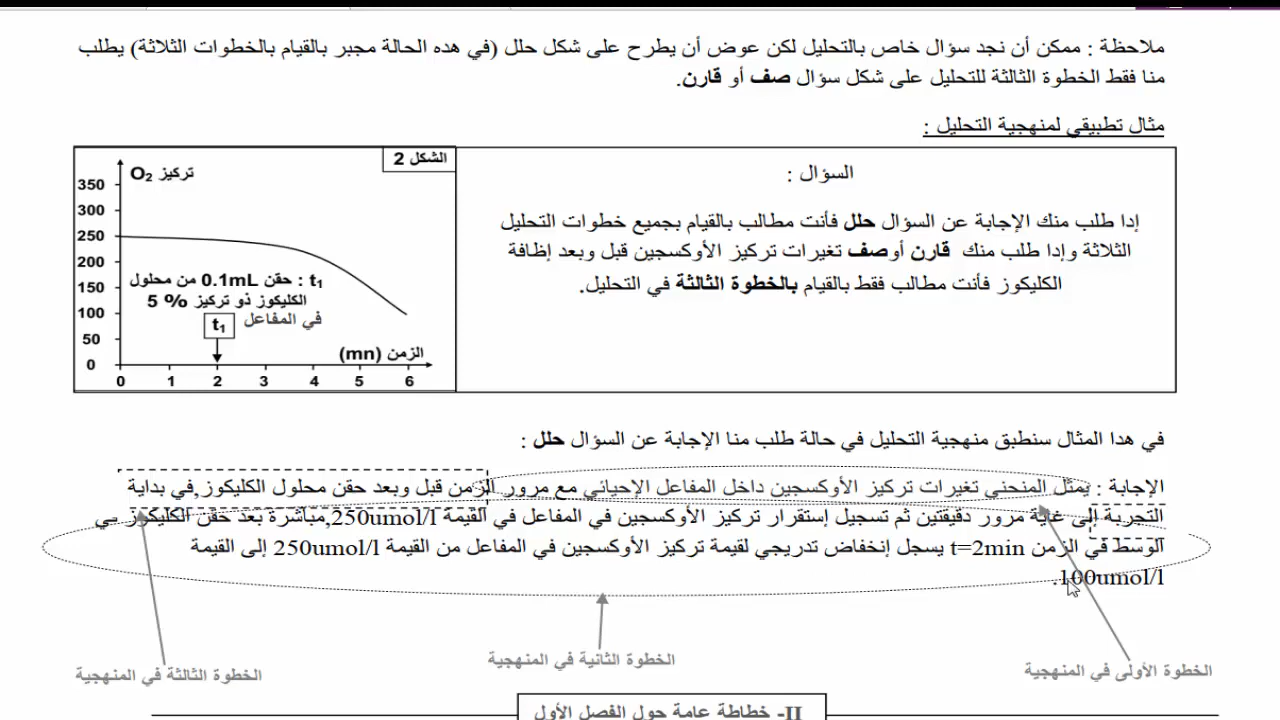 ملاحظة : ممكن أن نجد سؤال خاص بالتحليل لكن عوض أن يطرح على شكل حلل (في هده الحالة مجبر بالقيام بالخطوات الثلاثة) يطلب
منا فقط الخطوة الثالثة للتحليل على شكل سؤال صف أو قارن.
مثال تطبيقي لمنهجية التحليل :
السؤال :
إدا طلب منك الإجابة عن السؤال حلل فأنت مطالب بالقيام بجميع خطوات التحليل
الثلاثة وإدا طلب منك قارن أوصف تغيرات تركيز الأوكسجين قبل وبعد إظافة
الكليكوز فأنت مطالب فقط بالقيام بالخطوة الثالثة في التحليل.
الشكل 2
تركيز O₂
350
300
250
200
150
100
50
0
t₁ : حقن 0.1mL من محلول
الكليكوز ذو تركيز % 5
في المفاعل
t₁
الزمن (mn)
0 1 2 3 4 5 6
في هدا المثال سنطبق منهجية التحليل في حالة طلب منا الإجابة عن السؤال حلل :
الإجابة : يمثل المنحني تغيرات تركيز الأوكسجين داخل المفاعل الإحيائي مع مرور الزمن قبل وبعد حقن محلول الكليكوز,في بداية
التجربة إلى غاية مرور دقيقتين ثم تسجيل إستقرار تركيز الأوكسجين في المفاعل في القيمة 250umol/l,مباشرة بعد حقن الكليكوز في
الوسط في الزمن t=2min يسجل إنخفاض تدريجي لقيمة تركيز الأوكسجين في المفاعل من القيمة 250umol/l إلى القيمة
100umol/l.
الخطوة الأولى في المنهجية
الخطوة الثانية في المنهجية
الخطوة الثالثة في المنهجية
II- خطاطة عامة حول الفصل الأول